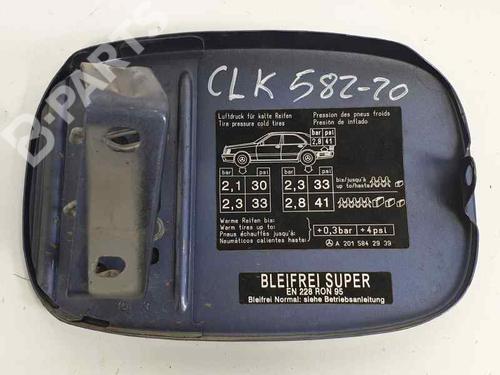 CLK 582-20
Luftdruck für kalte Reifen
Tire pressure cold tires
Pression des pneus froids
Presión de inflado
bar psi
2,8 41
bar psi bar psi
2,1 30 2,3 33 bis/jusqu'à up to/hasta
2,3 33 2,8 41
Warme Reifen bis:
Warm tires up to:
Pneus échauffés jusqu'à:
Neumáticos calientes hasta:
+0,3bar +4psi
A 201 584 29 39
BLEIFREI SUPER
EN 228 RON 95
Bleifrei Normal: siehe Betriebsanleitung
B-PARTS